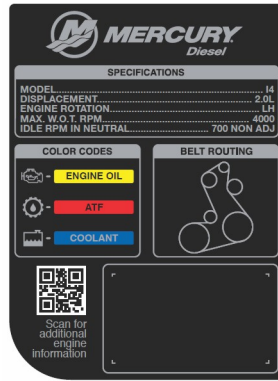 MERCURY
Diesel
SPECIFICATIONS
MODEL................................................ I4
DISPLACEMENT................................... 2.0L
ENGINE ROTATION................................ LH
MAX. W.O.T. RPM................................ 4000
IDLE RPM IN NEUTRAL.................. 700 NON ADJ
COLOR CODES
- ENGINE OIL
- ATF
- COOLANT
BELT ROUTING
Scan for
additional
engine
information